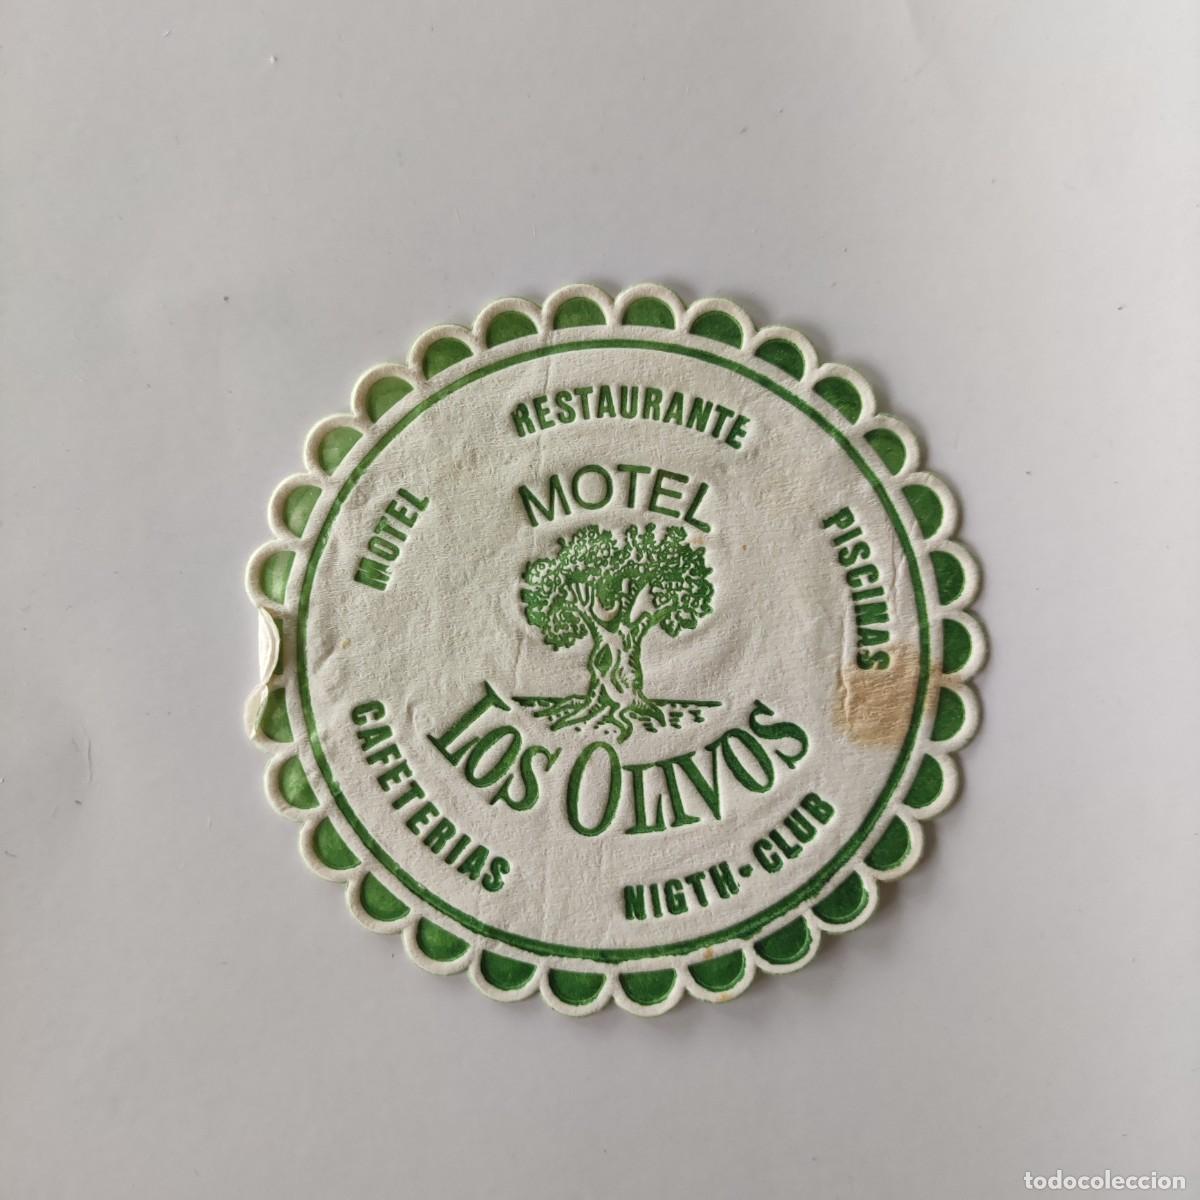 RESTAURANTE
MOTEL
MOTEL
PISCINAS
LOS OLIVOS
CAFETERIAS
NIGTH-CLUB
todocoleccion